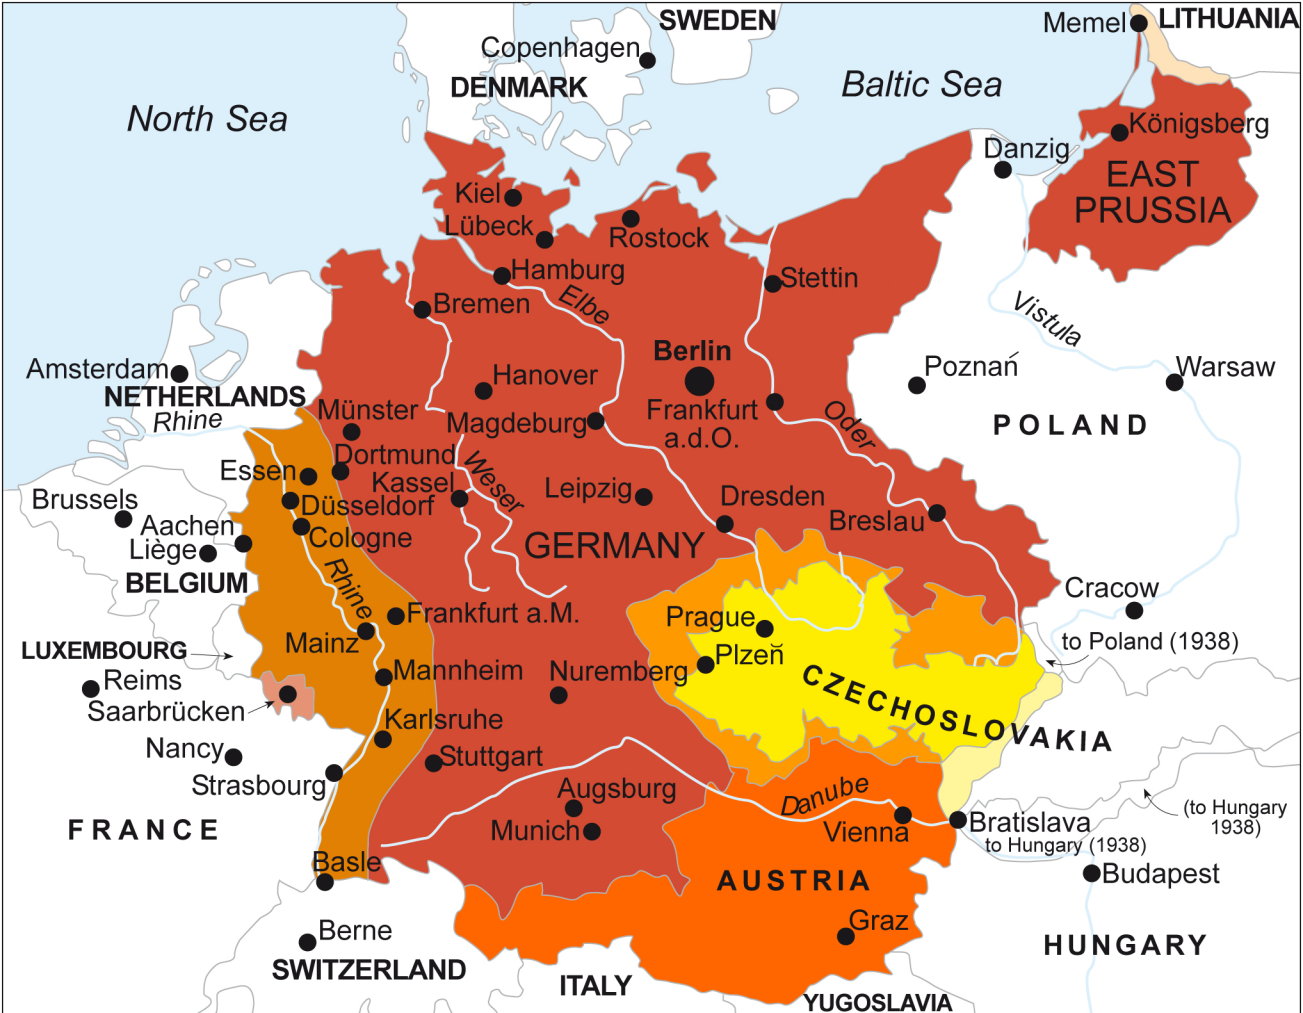 SWEDEN
Memel
LITHUANIA
Copenhagen
DENMARK
Baltic Sea
North Sea
Königsberg
Danzig
EAST
PRUSSIA
Kiel
Lübeck
Rostock
Hamburg
Stettin
Elbe
Bremen
Vistula
Berlin
Amsterdam
NETHERLANDS
Hanover
Poznań
Warsaw
Rhine
Münster
Magdeburg
Frankfurt
a.d.O.
Oder
POLAND
Dortmund
Essen
Kassel
Weser
Brussels
Düsseldorf
Leipzig
Dresden
Aachen
Breslau
Liège
Cologne
GERMANY
BELGIUM
Rhine
Cracow
Frankfurt a.M.
Prague
Mainz
to Poland (1938)
LUXEMBOURG
Plzeň
Reims
Mannheim
Nuremberg
CZECHOSLOVAKIA
Saarbrücken
Karlsruhe
Nancy
Stuttgart
Strasbourg
Augsburg
Danube
(to Hungary
1938)
FRANCE
Munich
Vienna
Bratislava
to Hungary (1938)
Basle
AUSTRIA
Budapest
Graz
Berne
HUNGARY
SWITZERLAND
ITALY
YUGOSLAVIA